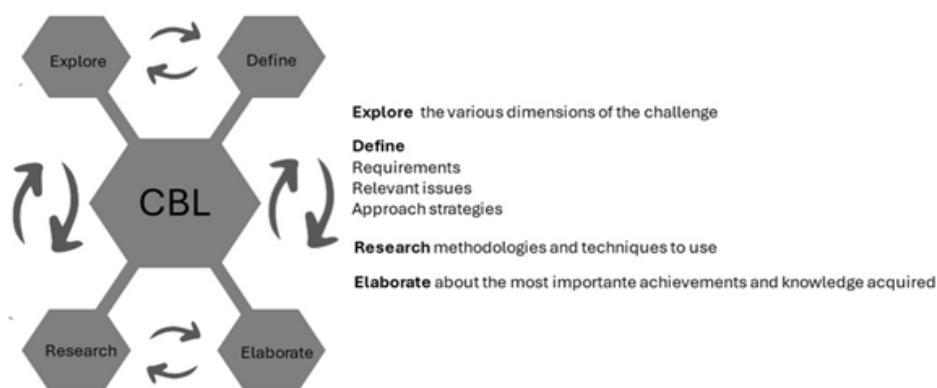 Explore
Define
CBL
Research
Elaborate
Explore the various dimensions of the challenge
Define
Requirements
Relevant issues
Approach strategies
Research methodologies and techniques to use
Elaborate about the most importante achievements and knowledge acquired